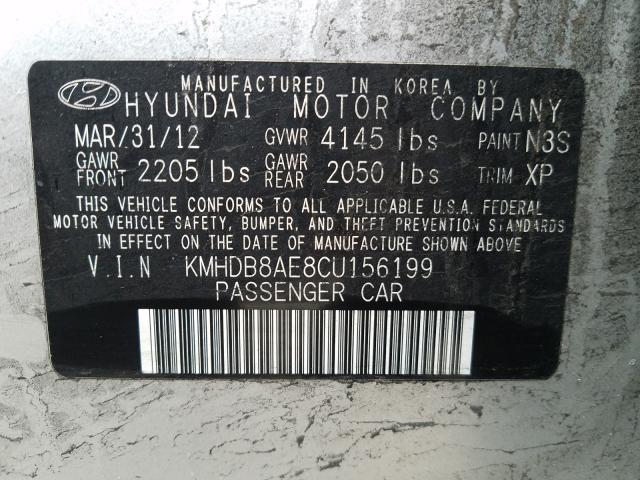 MANUFACTURED IN KOREA BY
HYUNDAI MOTOR COMPANY
MAR/31/12 GVWR 4145 lbs PAINT N3S
GAWR FRONT 2205 lbs GAWR REAR 2050 lbs TRIM XP
THIS VEHICLE CONFORMS TO ALL APPLICABLE U.S.A. FEDERAL
MOTOR VEHICLE SAFETY, BUMPER, AND THEFT PREVENTION STANDARDS
IN EFFECT ON THE DATE OF MANUFACTURE SHOWN ABOVE
V.I.N KMHDB8AE8CU156199
PASSENGER CAR